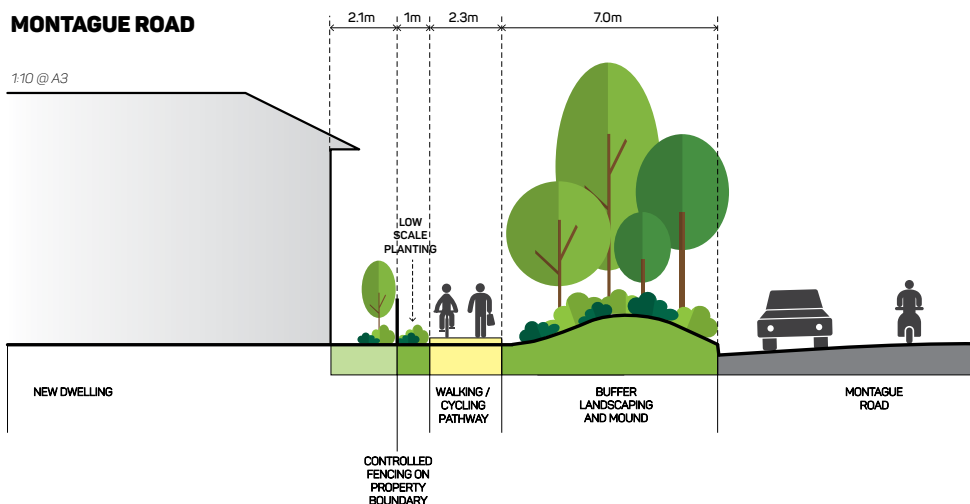 MONTAGUE ROAD
2.1m 1m 2.3m 7.0m
1:10 @ A3
LOW
SCALE
PLANTING
NEW DWELLING
WALKING /
CYCLING
PATHWAY
BUFFER
LANDSCAPING
AND MOUND
MONTAGUE
ROAD
CONTROLLED
FENCING ON
PROPERTY
BOUNDARY